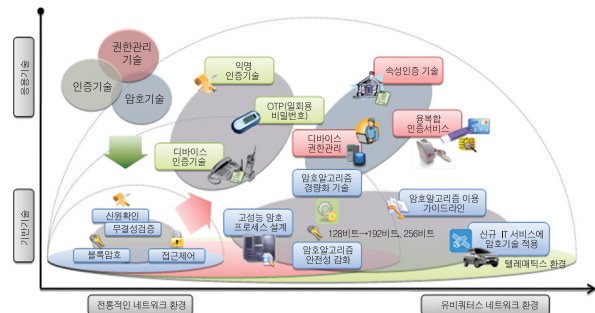 응용기술
권한관리
기술
인증기술
암호기술
익명
인증기술
OTP(일회용
비밀번호)
디바이스
인증기술
속성인증 기술
융복합
인증서비스
디바이스
권한관리
기반기술
신원확인
무결성검증
블록암호
접근제어
암호알고리즘
경량화 기술
고성능 암호
프로세스 설계
암호알고리즘 이용
가이드라인
128비트→192비트, 256비트
암호알고리즘
안전성 감화
신규 IT 서비스에
암호기술 적용
텔레매틱스 환경
전통적인 네트워크 환경
유비쿼터스 네트워크 환경